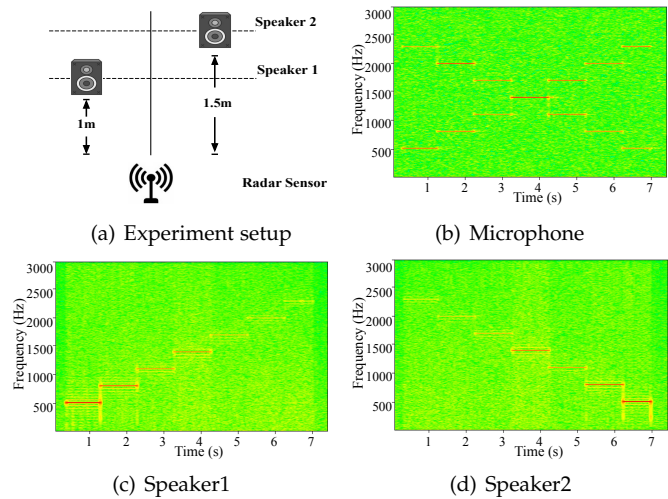 Speaker 2
Speaker 1
1m
1.5m
Radar Sensor
(a) Experiment setup
3000
2500
2000
1500
1000
500
Frequency (Hz)
1 2 3 4 5 6 7
Time (s)
(b) Microphone
3000
2500
2000
1500
1000
500
Frequency (Hz)
1 2 3 4 5 6 7
Time (s)
(c) Speaker1
3000
2500
2000
1500
1000
500
Frequency (Hz)
1 2 3 4 5 6 7
Time (s)
(d) Speaker2